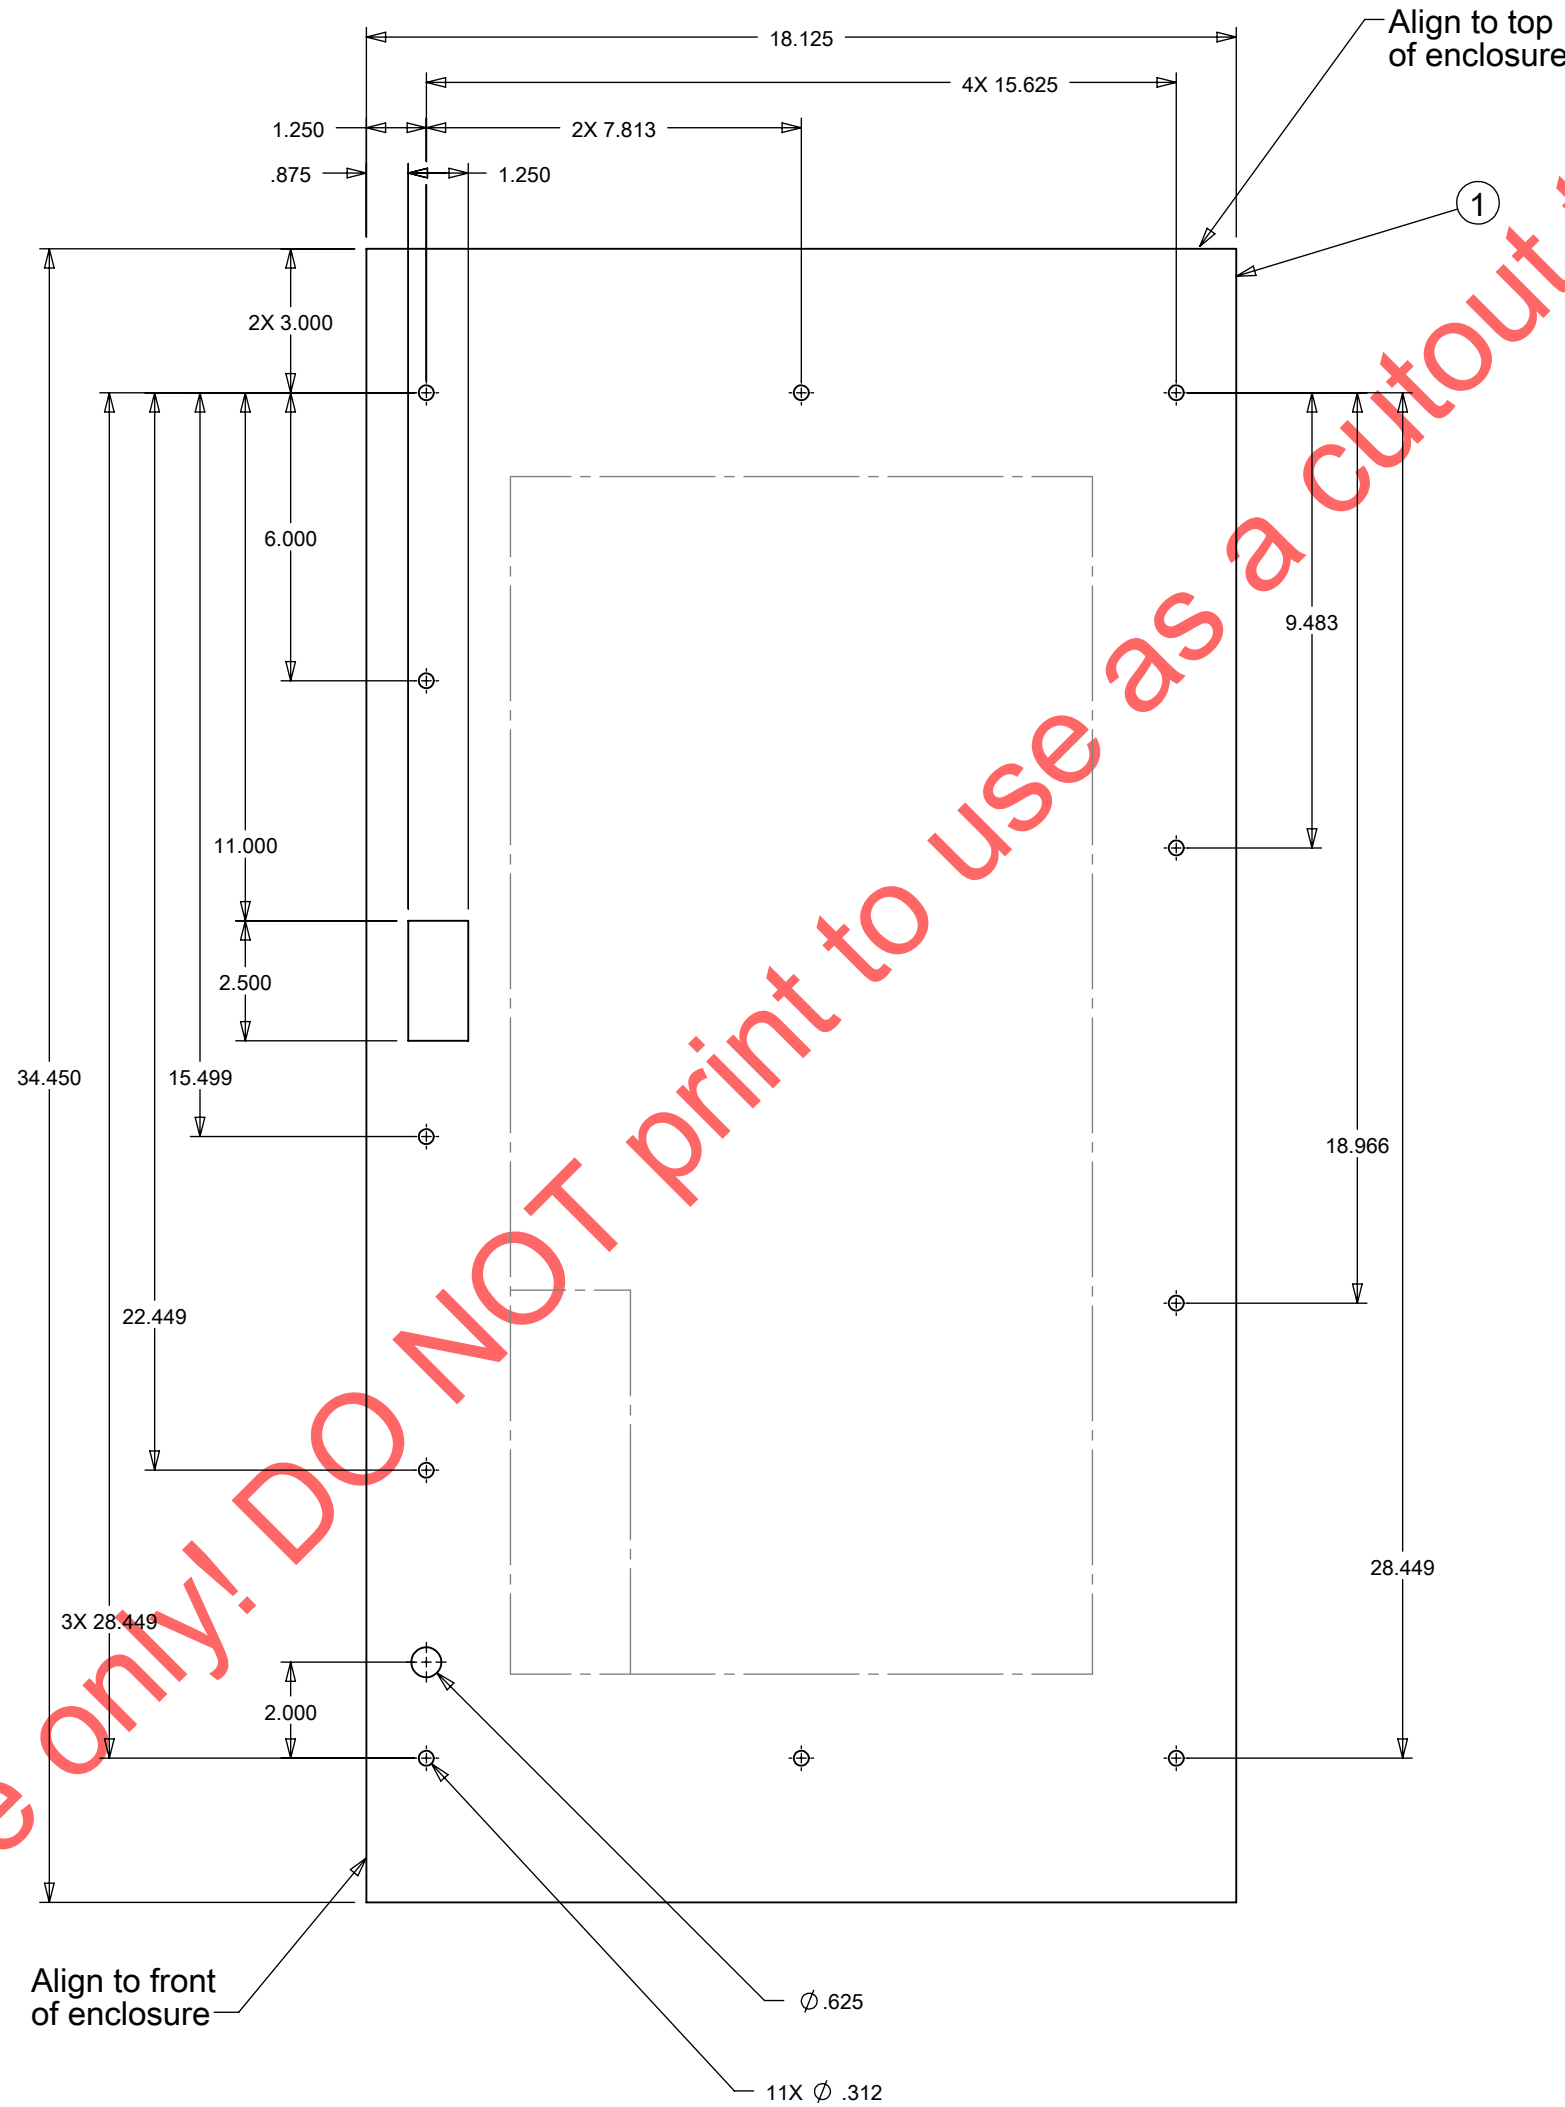 Align to top
of enclosure
18.125
4X 15.625
1.250
2X 7.813
.875
1.250
1
2X 3.000
6.000
9.483
11.000
2.500
34.450
15.499
18.966
22.449
28.449
3X 28.449
2.000
only! DO NOT print to use as a cutout
Align to front
of enclosure
Ø.625
11X Ø .312